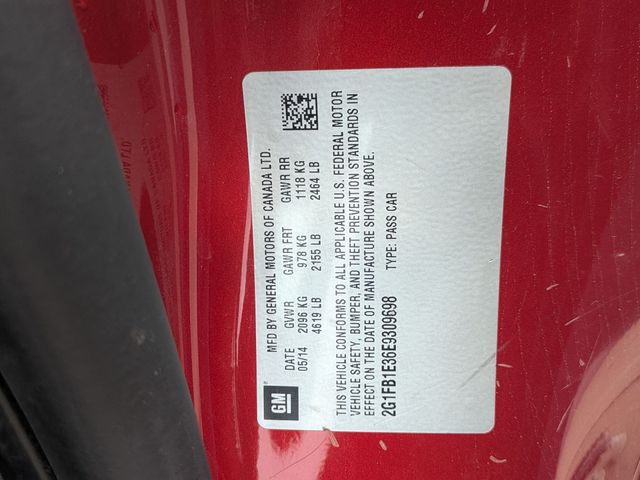 GM
MFD BY GENERAL MOTORS OF CANADA LTD.
DATE GVWR GAWR FRT GAWR RR
05/14 2096 KG 978 KG 1118 KG
4619 LB 2155 LB 2464 LB
THIS VEHICLE CONFORMS TO ALL APPLICABLE U.S. FEDERAL MOTOR
VEHICLE SAFETY, BUMPER, AND THEFT PREVENTION STANDARDS IN
EFFECT ON THE DATE OF MANUFACTURE SHOWN ABOVE.
2G1FB1E36E9309698 TYPE: PASS CAR